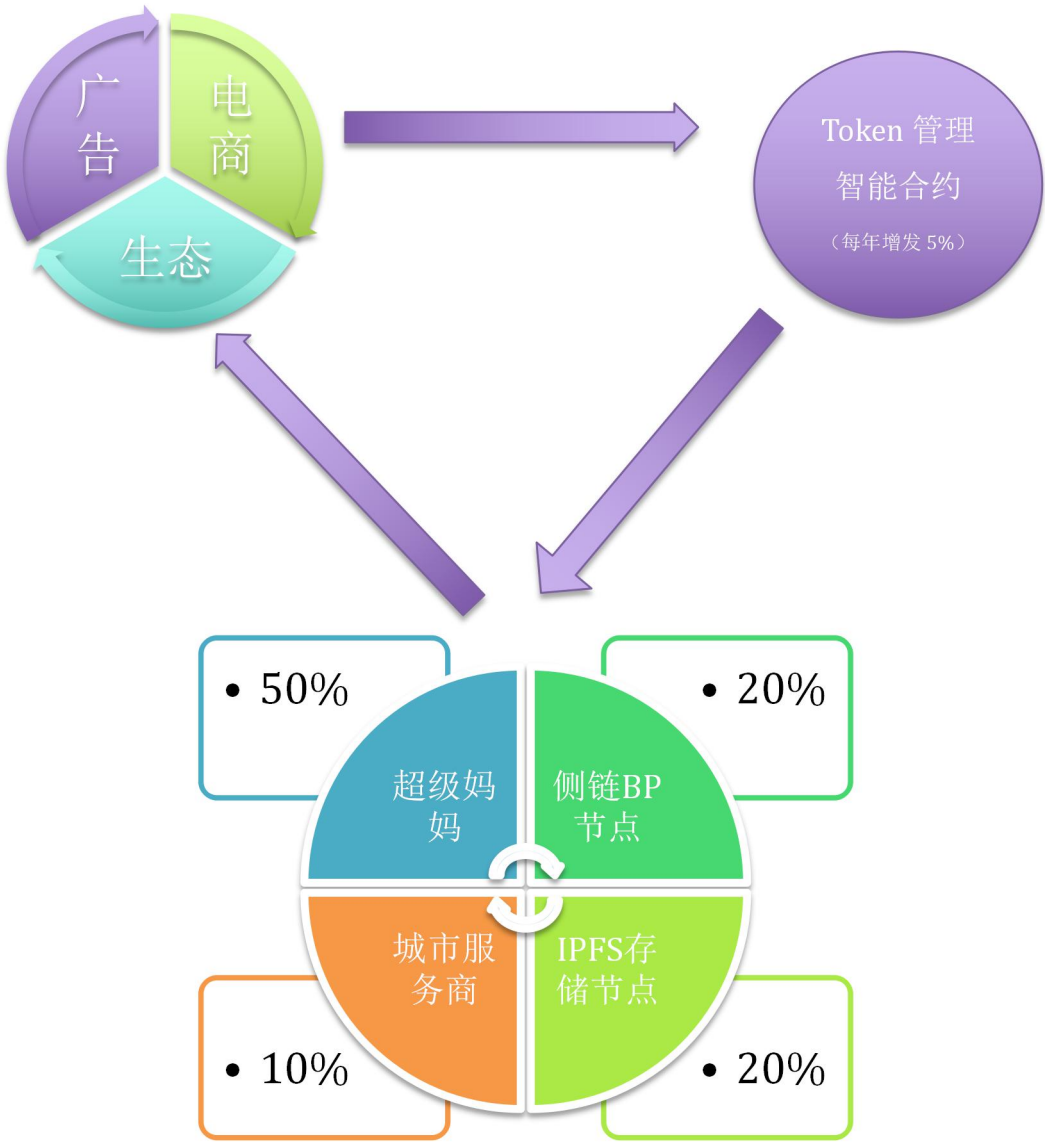 广
告
电
商
生态
Token 管理
智能合约
（每年增发 5%）
• 50%
• 20%
超级妈
妈
侧链BP
节点
城市服
务商
IPFS存
储节点
• 10%
• 20%